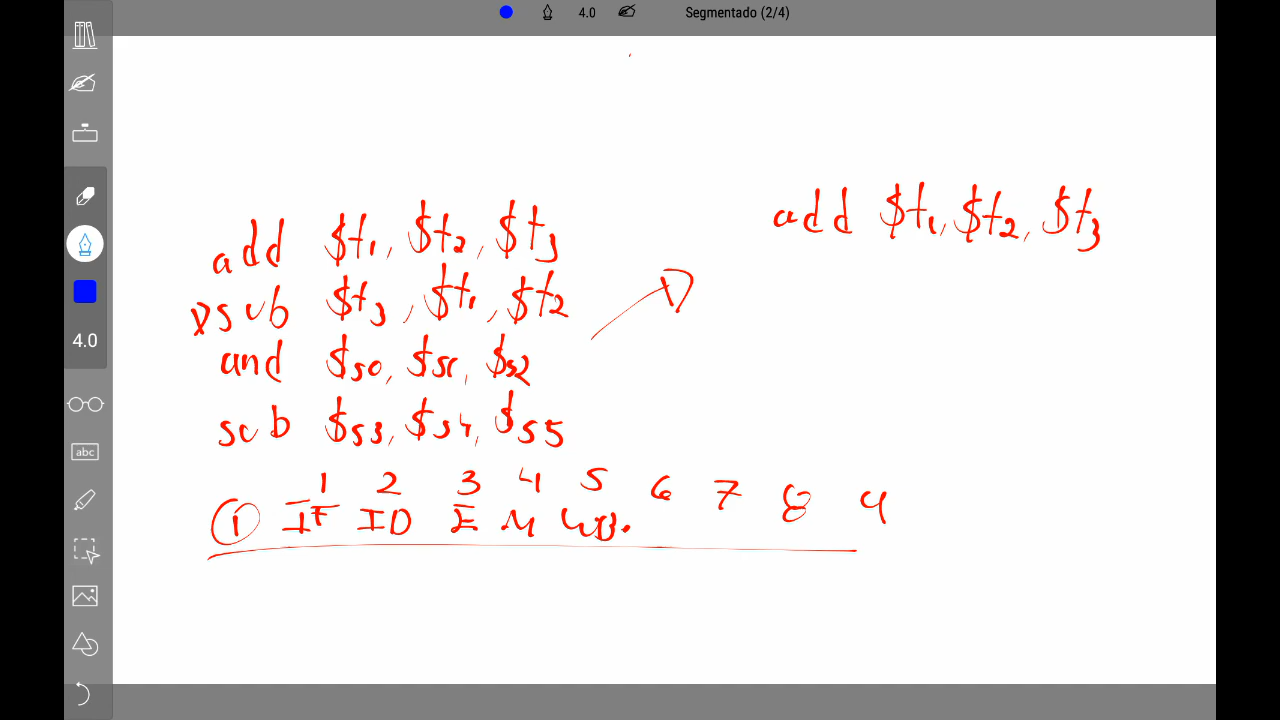 4.0 Segmentado (2/4)
4.0
abc
add $t1, $t2, $t3
sub $t3, $t1, $t2
and $s0, $s1, $s2
sub $s3, $s4, $s5
add $t1, $t2, $t3
1 2 3 4 5 6 7 8 9
1 IF ID E M WB.